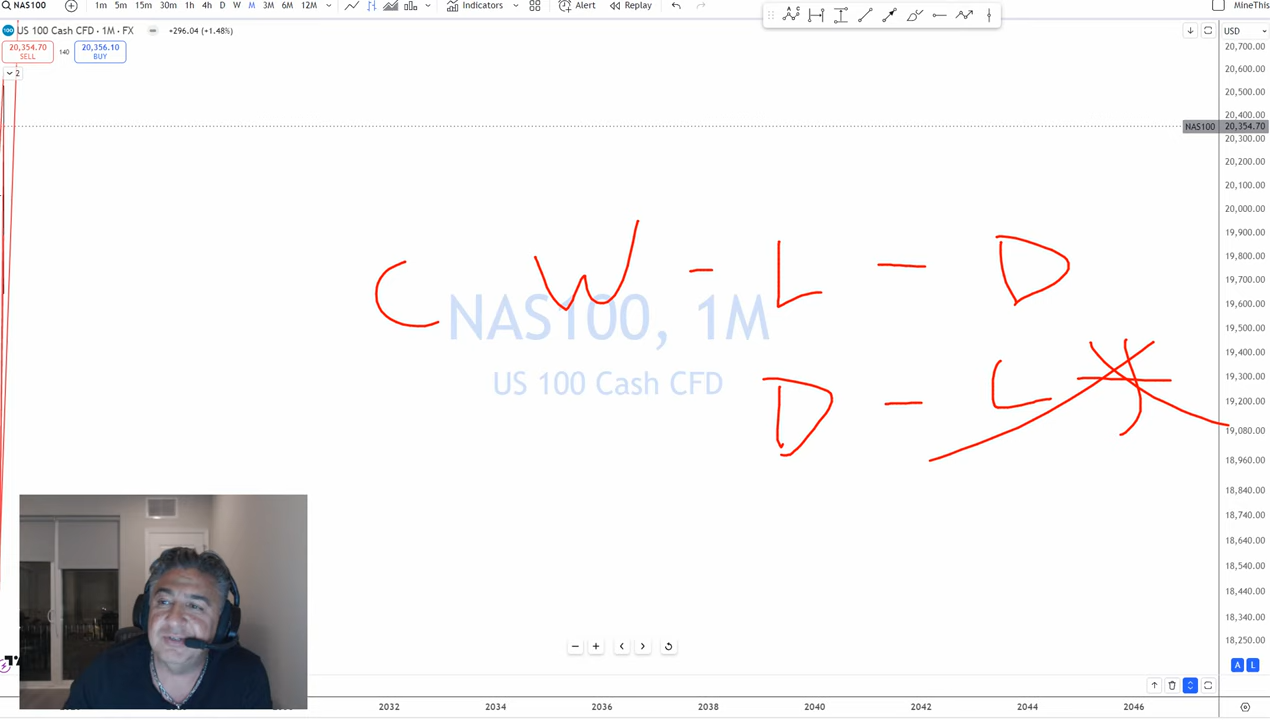 NAS100 1m 5m 15m 30m 1h 4h D W M 3M 6M 12M Indicators Alert Replay MineThis
US 100 Cash CFD · 1M · FX +296.04 (+1.48%) USD
20,354.70 SELL 140 20,356.10 BUY
2
20,700.00
20,600.00
20,500.00
20,400.00
NAS100 20,354.70
20,300.00
20,200.00
20,100.00
20,000.00
19,900.00
19,800.00
19,700.00
19,600.00
19,500.00
19,400.00
19,300.00
19,200.00
19,080.00
18,960.00
18,840.00
18,740.00
18,640.00
18,540.00
18,440.00
18,340.00
18,250.00
C W - L - D
NAS100, 1M
US 100 Cash CFD
D - L
A L
2032 2034 2036 2038 2040 2042 2044 2046